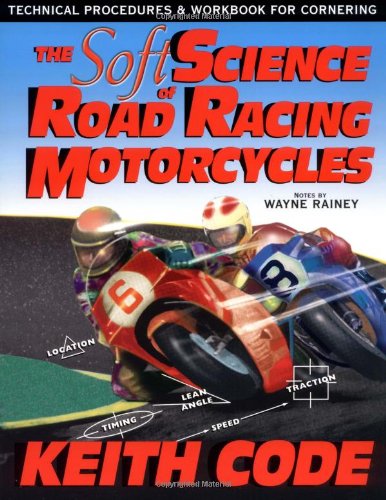 TECHNICAL PROCEDURES & WORKBOOK FOR CORNERING
THE Soft SCIENCE
of
ROAD RACING
MOTORCYCLES
NOTES BY
WAYNE RAINEY
6
8
LOCATION
TIMING
LEAN
ANGLE
SPEED
TRACTION
KEITH CODE